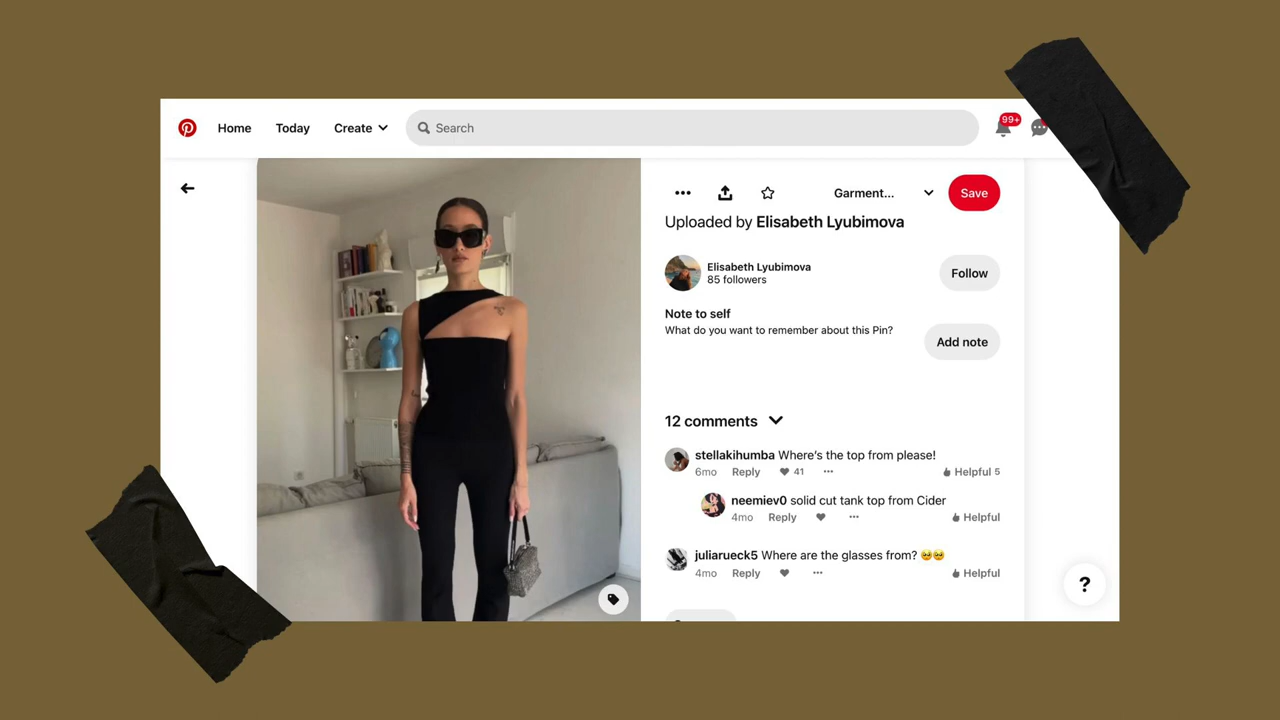 Home Today Create Search 99+
Garment... Save
Uploaded by Elisabeth Lyubimova
Elisabeth Lyubimova
85 followers
Follow
Note to self
What do you want to remember about this Pin?
Add note
12 comments
stellakihumba Where's the top from please!
6mo Reply 41 ... Helpful 5
neemiev0 solid cut tank top from Cider
4mo Reply ... Helpful
juliarueck5 Where are the glasses from? 🥹🥹
4mo Reply ... Helpful
?